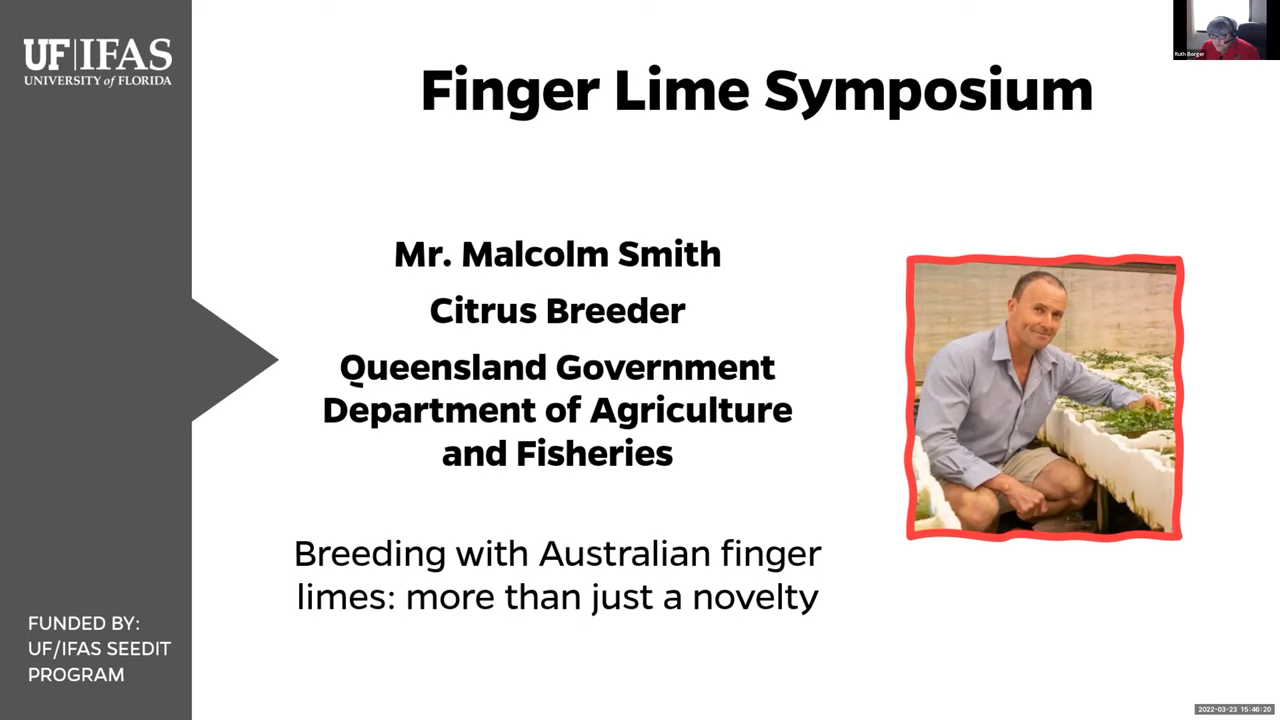 UF|IFAS
UNIVERSITY of FLORIDA
Finger Lime Symposium
Ruth Borger
Mr. Malcolm Smith
Citrus Breeder
Queensland Government
Department of Agriculture
and Fisheries
Breeding with Australian finger
limes: more than just a novelty
FUNDED BY:
UF/IFAS SEEDIT
PROGRAM
2022-03-23 15:46:20